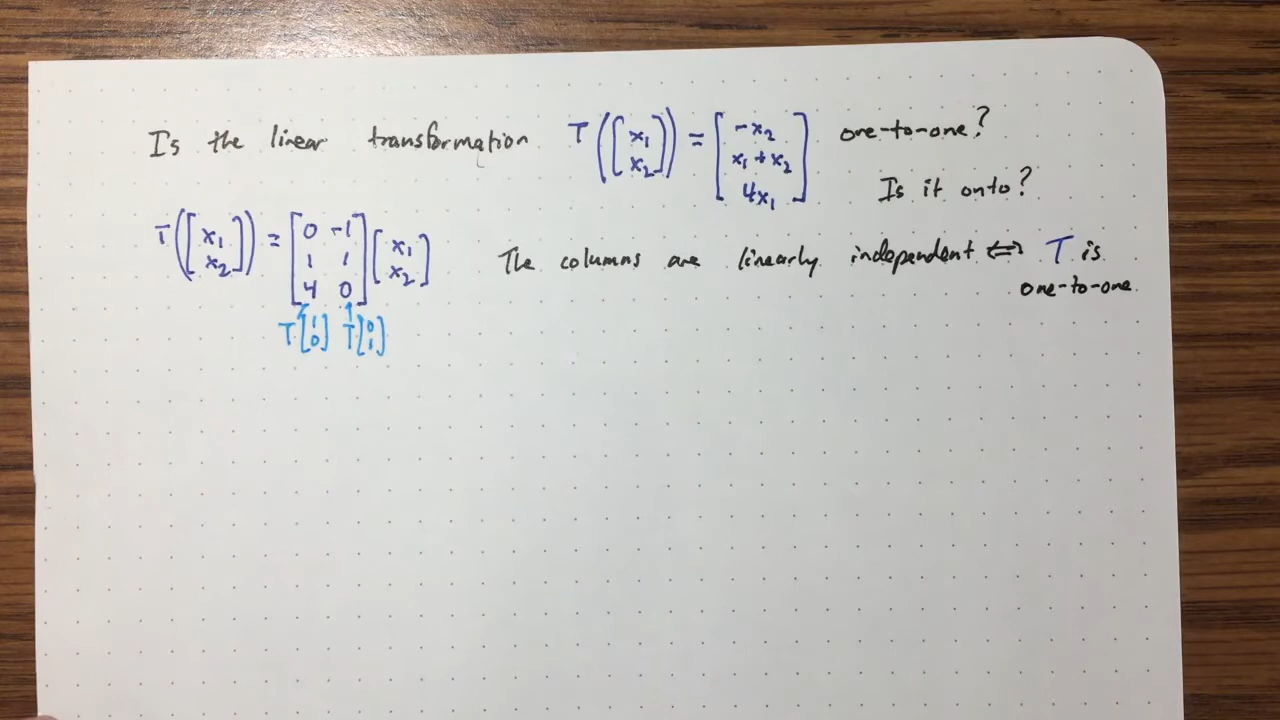 Is the linear transformation T([x₁ x₂]) = [-x₂ x₁ + x₂ 4x₁] one-to-one?
Is it onto?
T([x₁ x₂]) = [0 -1 1 1 4 0] [x₁ x₂]
The columns are linearly independent ⇔ T is
one-to-one.
T[1 0] T[0 1]